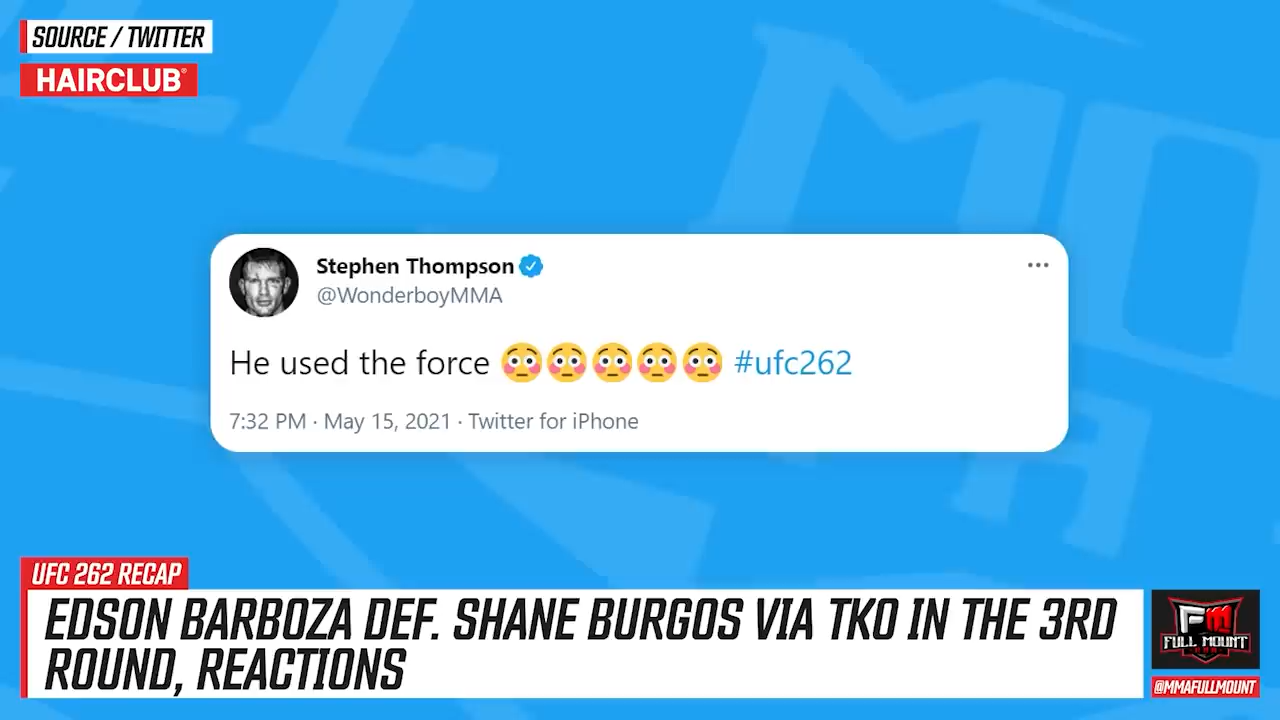 SOURCE / TWITTER
HAIRCLUB®
Stephen Thompson
@WonderboyMMA
He used the force 😳😳😳😳😳 #ufc262
7:32 PM · May 15, 2021 · Twitter for iPhone
UFC 262 RECAP
EDSON BARBOZA DEF. SHANE BURGOS VIA TKO IN THE 3RD
ROUND, REACTIONS
FM
FULL MOUNT
MMA
@MMAFULLMOUNT